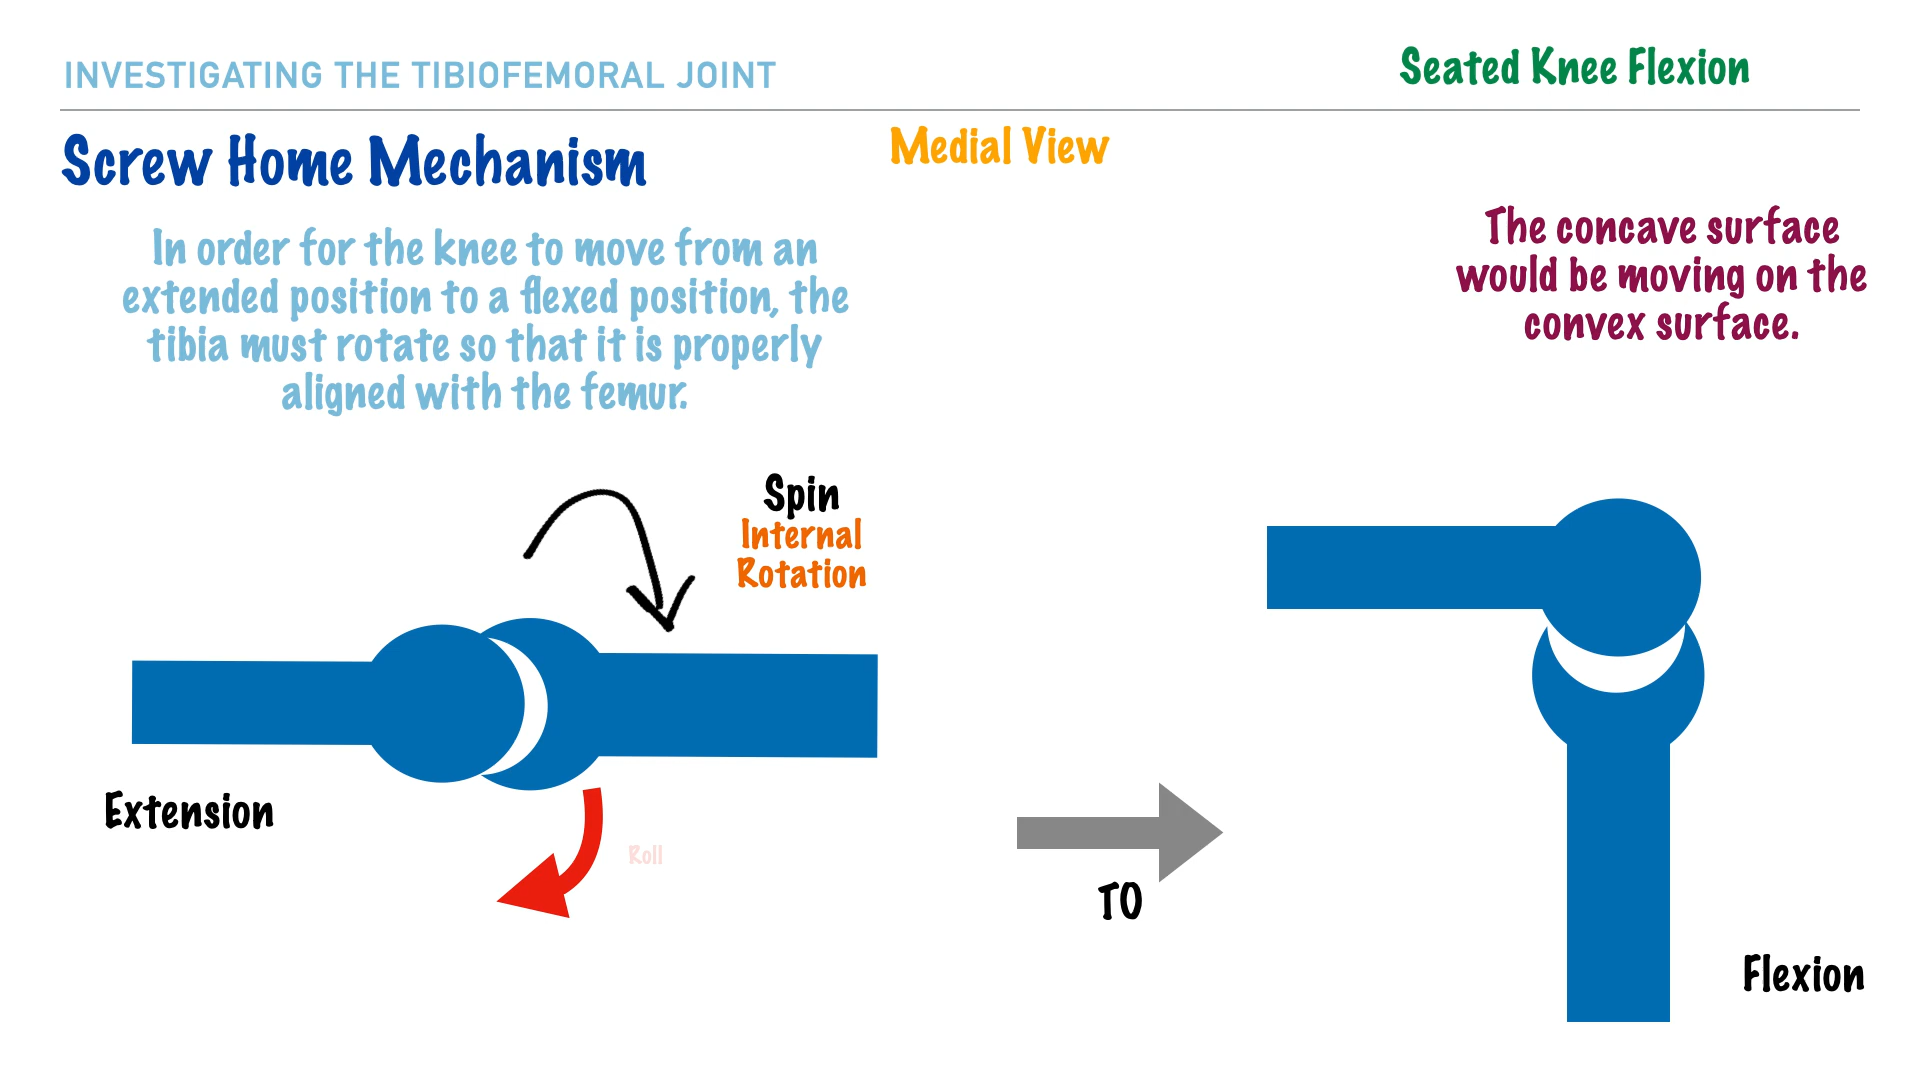 INVESTIGATING THE TIBIOFEMORAL JOINT
Seated Knee Flexion
Screw Home Mechanism
Medial View
In order for the knee to move from an
extended position to a flexed position, the
tibia must rotate so that it is properly
aligned with the femur.
The concave surface
would be moving on the
convex surface.
Spin
Internal
Rotation
Extension
Roll
TO
Flexion